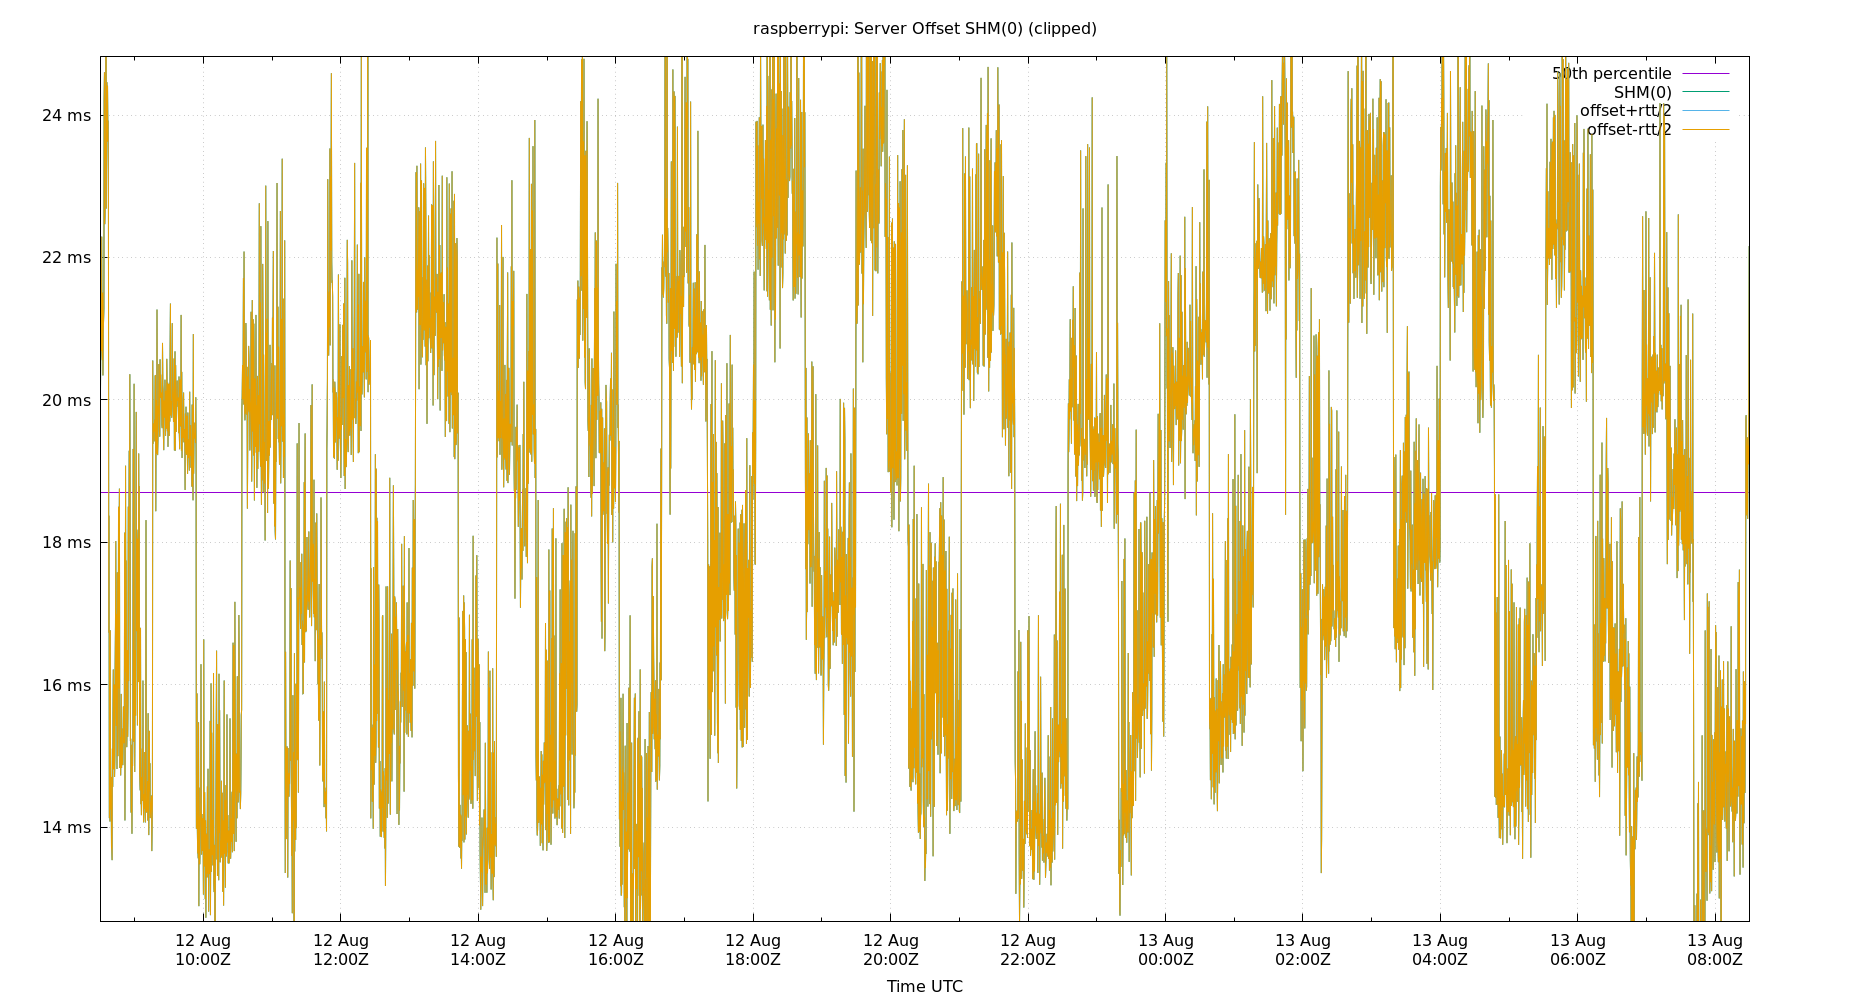 raspberrypi: Server Offset SHM(0) (clipped)
50th percentile
SHM(0)
offset+rtt/2
offset-rtt/2
24 ms
22 ms
20 ms
18 ms
16 ms
14 ms
12 Aug 12 Aug 12 Aug 12 Aug 12 Aug 12 Aug 12 Aug 13 Aug 13 Aug 13 Aug 13 Aug 13 Aug
10:00Z 12:00Z 14:00Z 16:00Z 18:00Z 20:00Z 22:00Z 00:00Z 02:00Z 04:00Z 06:00Z 08:00Z
Time UTC